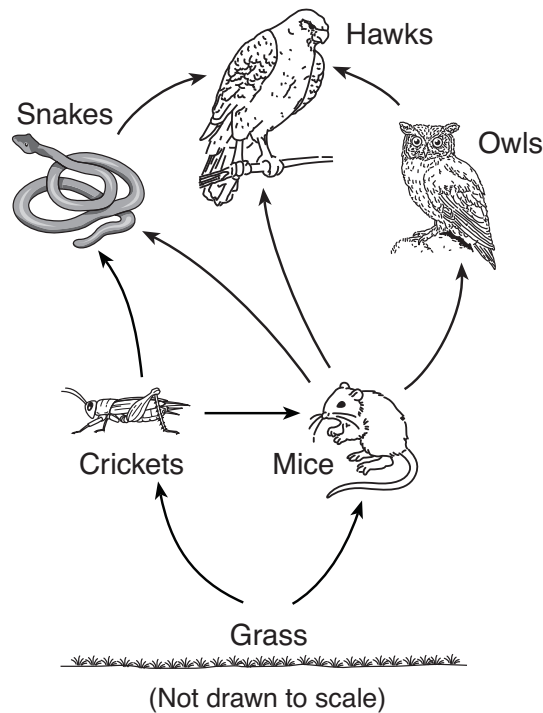 Hawks
Snakes
Owls
Crickets
Mice
Grass
(Not drawn to scale)